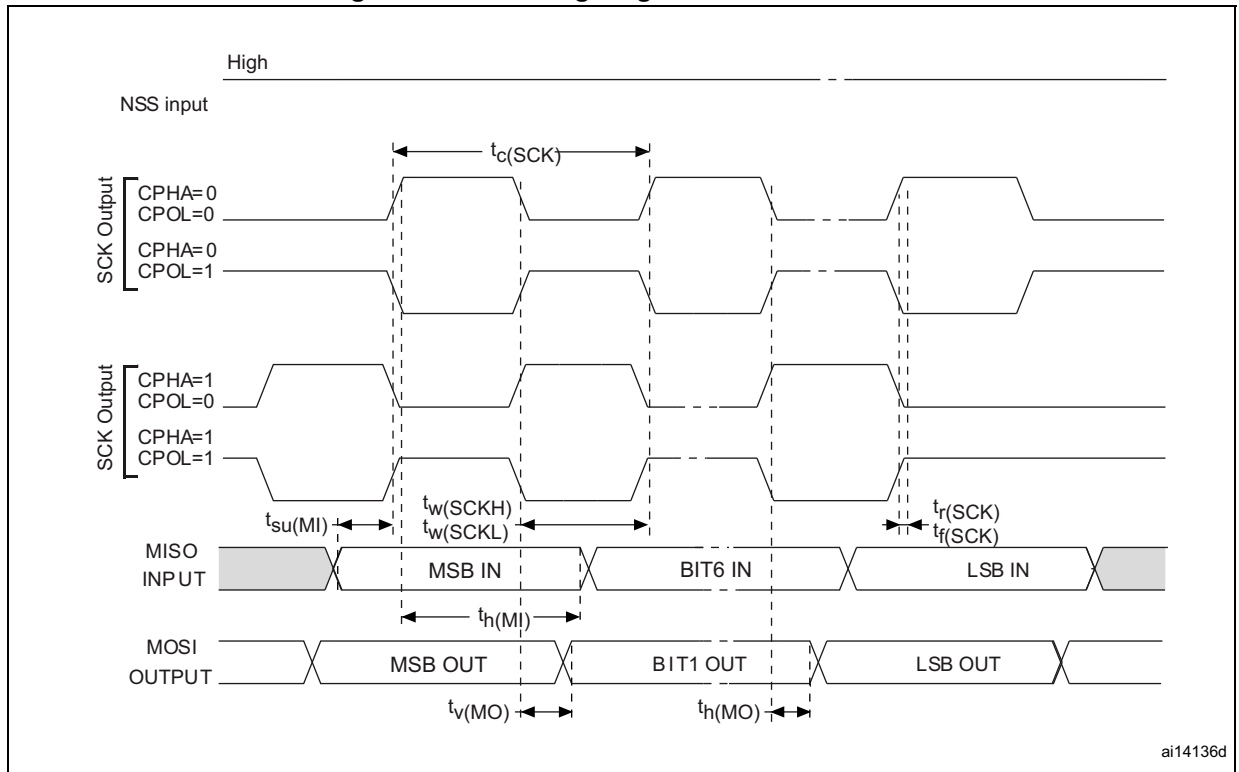 High
NSS input
tc(SCK)
SCK Output
CPHA=0
CPOL=0
CPHA=0
CPOL=1
SCK Output
CPHA=1
CPOL=0
CPHA=1
CPOL=1
tw(SCKH)
tw(SCKL)
tsu(MI)
tr(SCK)
tf(SCK)
MISO
INPUT
MSB IN
BIT6 IN
LSB IN
th(MI)
MOSI
OUTPUT
MSB OUT
BIT1 OUT
LSB OUT
tv(MO)
th(MO)
ai14136d